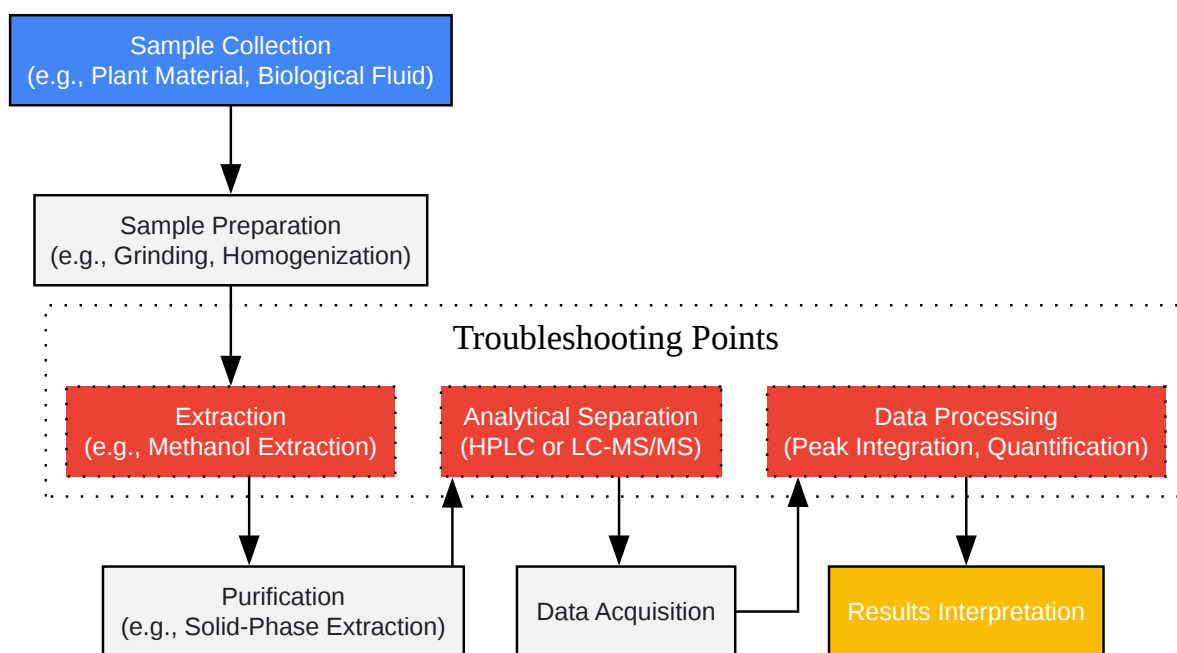 Sample Collection
(e.g., Plant Material, Biological Fluid)
Sample Preparation
(e.g., Grinding, Homogenization)
Troubleshooting Points
Extraction
(e.g., Methanol Extraction)
Analytical Separation
(HPLC or LC-MS/MS)
Data Processing
(Peak Integration, Quantification)
Purification
(e.g., Solid-Phase Extraction)
Data Acquisition
Results Interpretation